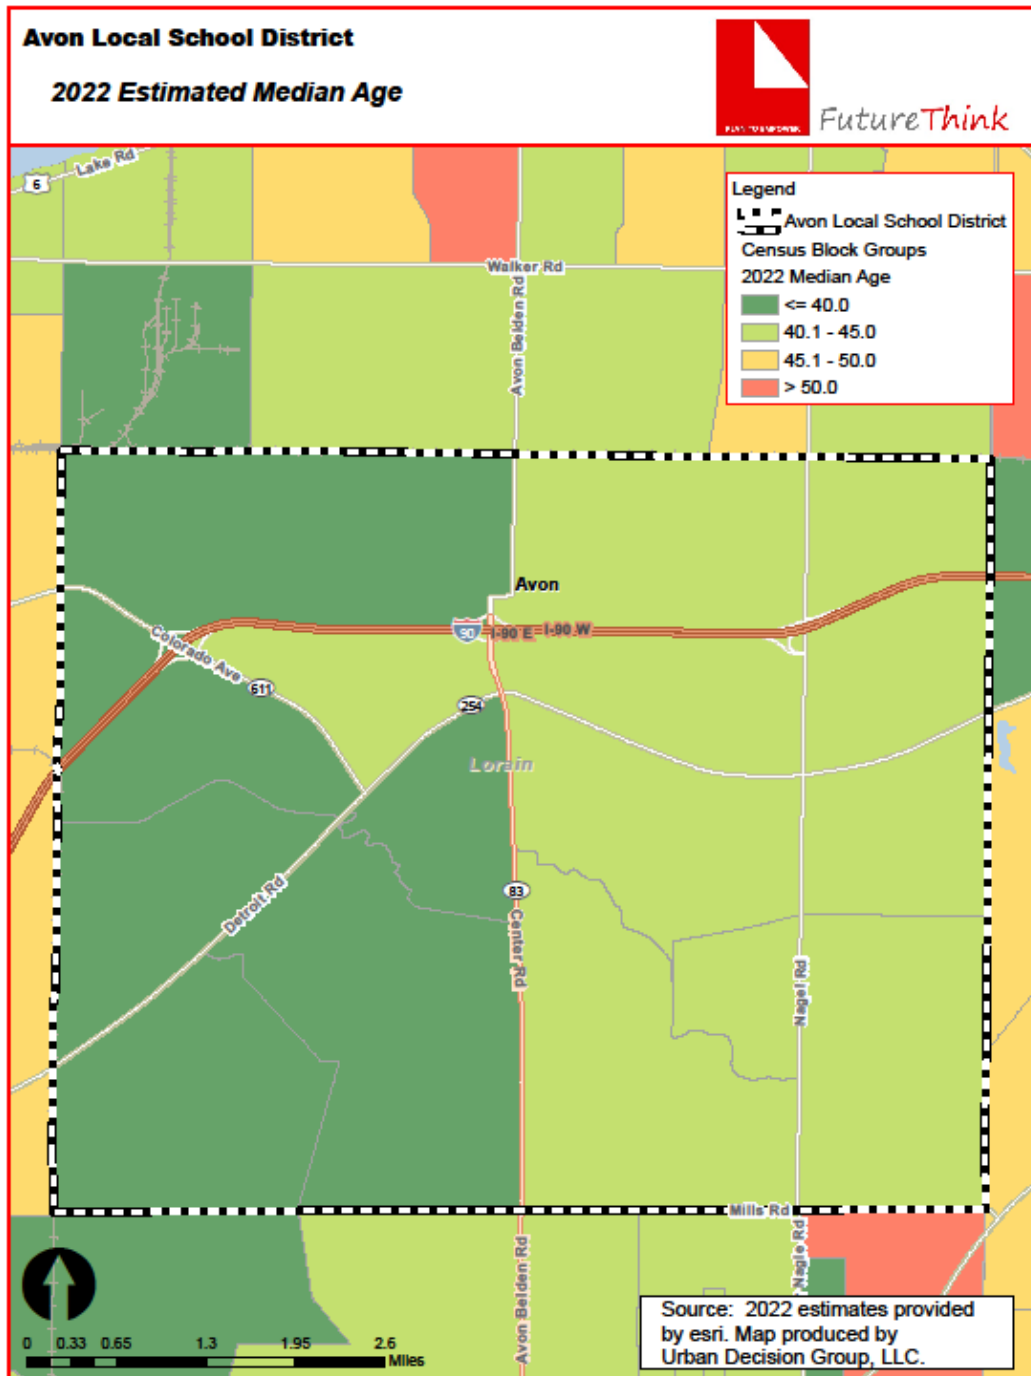 Avon Local School District
2022 Estimated Median Age
PLAN TO EMPOWER
FutureThink
Lake Rd
6
Legend
Avon Local School District
Census Block Groups
2022 Median Age
<= 40.0
40.1 - 45.0
45.1 - 50.0
> 50.0
Walker Rd
Avon Belden Rd
Avon
90
I-90 E
I-90 W
Colorado Ave
611
254
Lorain
83
Detroit Rd
Center Rd
Nagel Rd
Mills Rd
Avon Belden Rd
Nagle Rd
0 0.33 0.65 1.3 1.95 2.6
Miles
Source: 2022 estimates provided
by esri. Map produced by
Urban Decision Group, LLC.